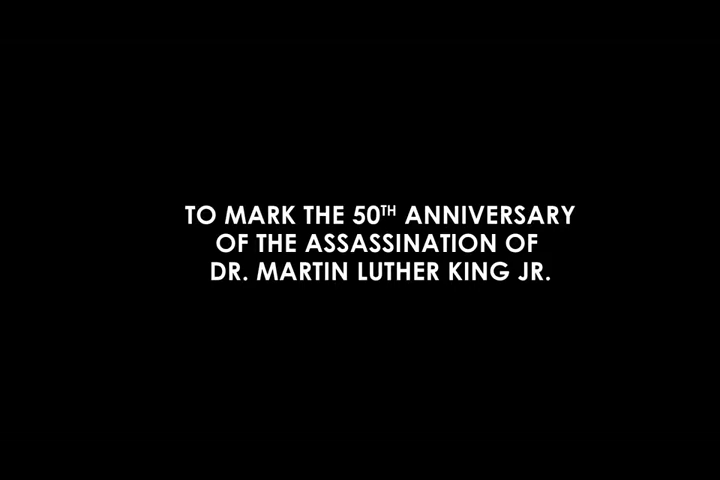 TO MARK THE 50TH ANNIVERSARY
OF THE ASSASSINATION OF
DR. MARTIN LUTHER KING JR.